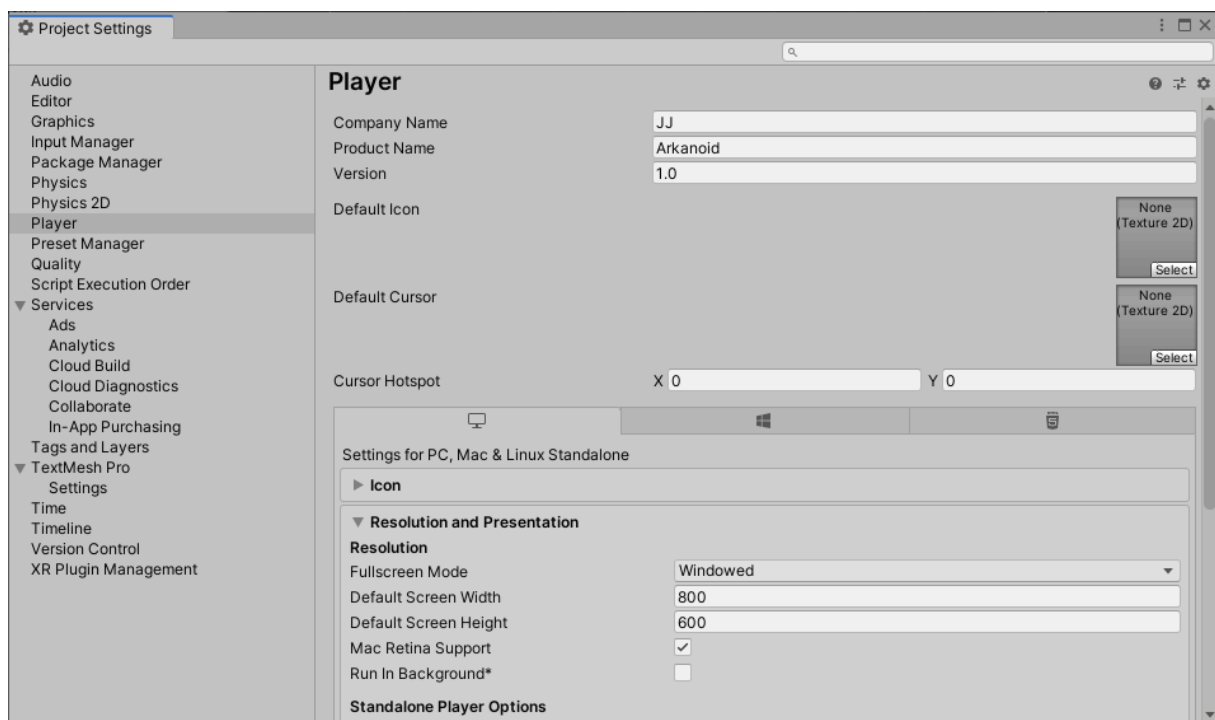 Project Settings
Audio
Editor
Graphics
Input Manager
Package Manager
Physics
Physics 2D
Player
Preset Manager
Quality
Script Execution Order
Services
Ads
Analytics
Cloud Build
Cloud Diagnostics
Collaborate
In-App Purchasing
Tags and Layers
TextMesh Pro
Settings
Time
Timeline
Version Control
XR Plugin Management
Player
Company Name JJ
Product Name Arkanoid
Version 1.0
Default Icon
None
(Texture 2D)
Select
Default Cursor
None
(Texture 2D)
Select
Cursor Hotspot X 0 Y 0
Settings for PC, Mac & Linux Standalone
Icon
Resolution and Presentation
Resolution
Fullscreen Mode Windowed
Default Screen Width 800
Default Screen Height 600
Mac Retina Support
Run In Background*
Standalone Player Options